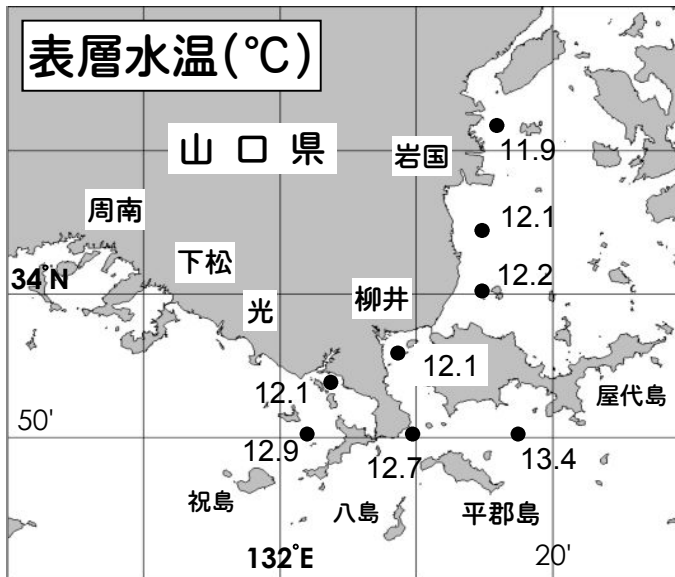 表層水温(℃)
山口県
岩国
11.9
周南
12.1
下松
34°N
12.2
光
柳井
12.1
12.1
屋代島
50'
12.9
12.7
13.4
祝島
八島
平郡島
132°E
20'